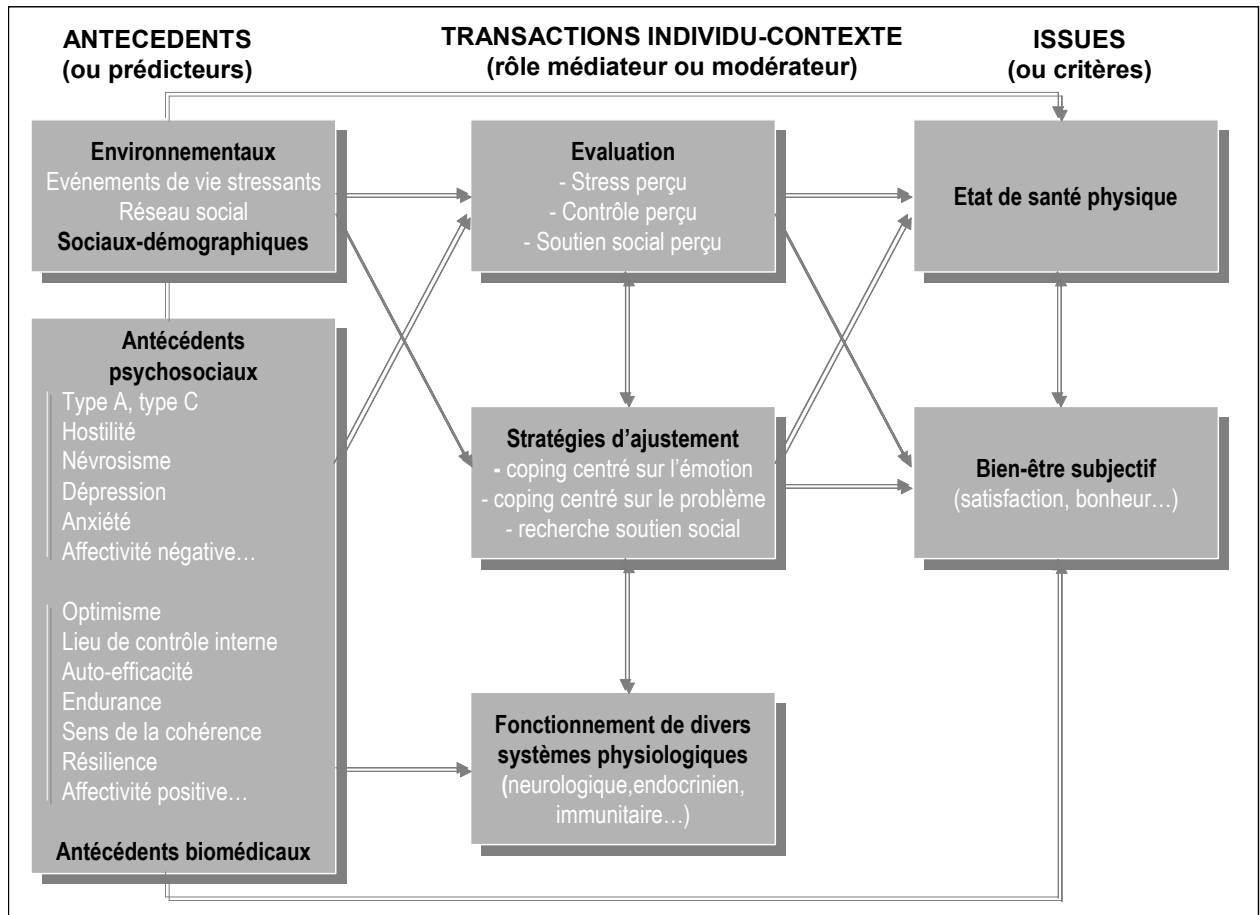 ANTECEDENTS
(ou prédicteurs)
TRANSACTIONS INDIVIDU-CONTEXTE
(rôle médiateur ou modérateur)
ISSUES
(ou critères)
Environnementaux
Evénements de vie stressants
Réseau social
Sociaux-démographiques
Evaluation
- Stress perçu
- Contrôle perçu
- Soutien social perçu
Etat de santé physique
Antécédents
psychosociaux
Type A, type C
Hostilité
Névrosisme
Dépression
Anxiété
Affectivité négative…
Optimisme
Lieu de contrôle interne
Auto-efficacité
Endurance
Sens de la cohérence
Résilience
Affectivité positive…
Antécédents biomédicaux
Stratégies d’ajustement
- coping centré sur l’émotion
- coping centré sur le problème
- recherche soutien social
Bien-être subjectif
(satisfaction, bonheur…)
Fonctionnement de divers
systèmes physiologiques
(neurologique,endocrinien,
immunitaire…)